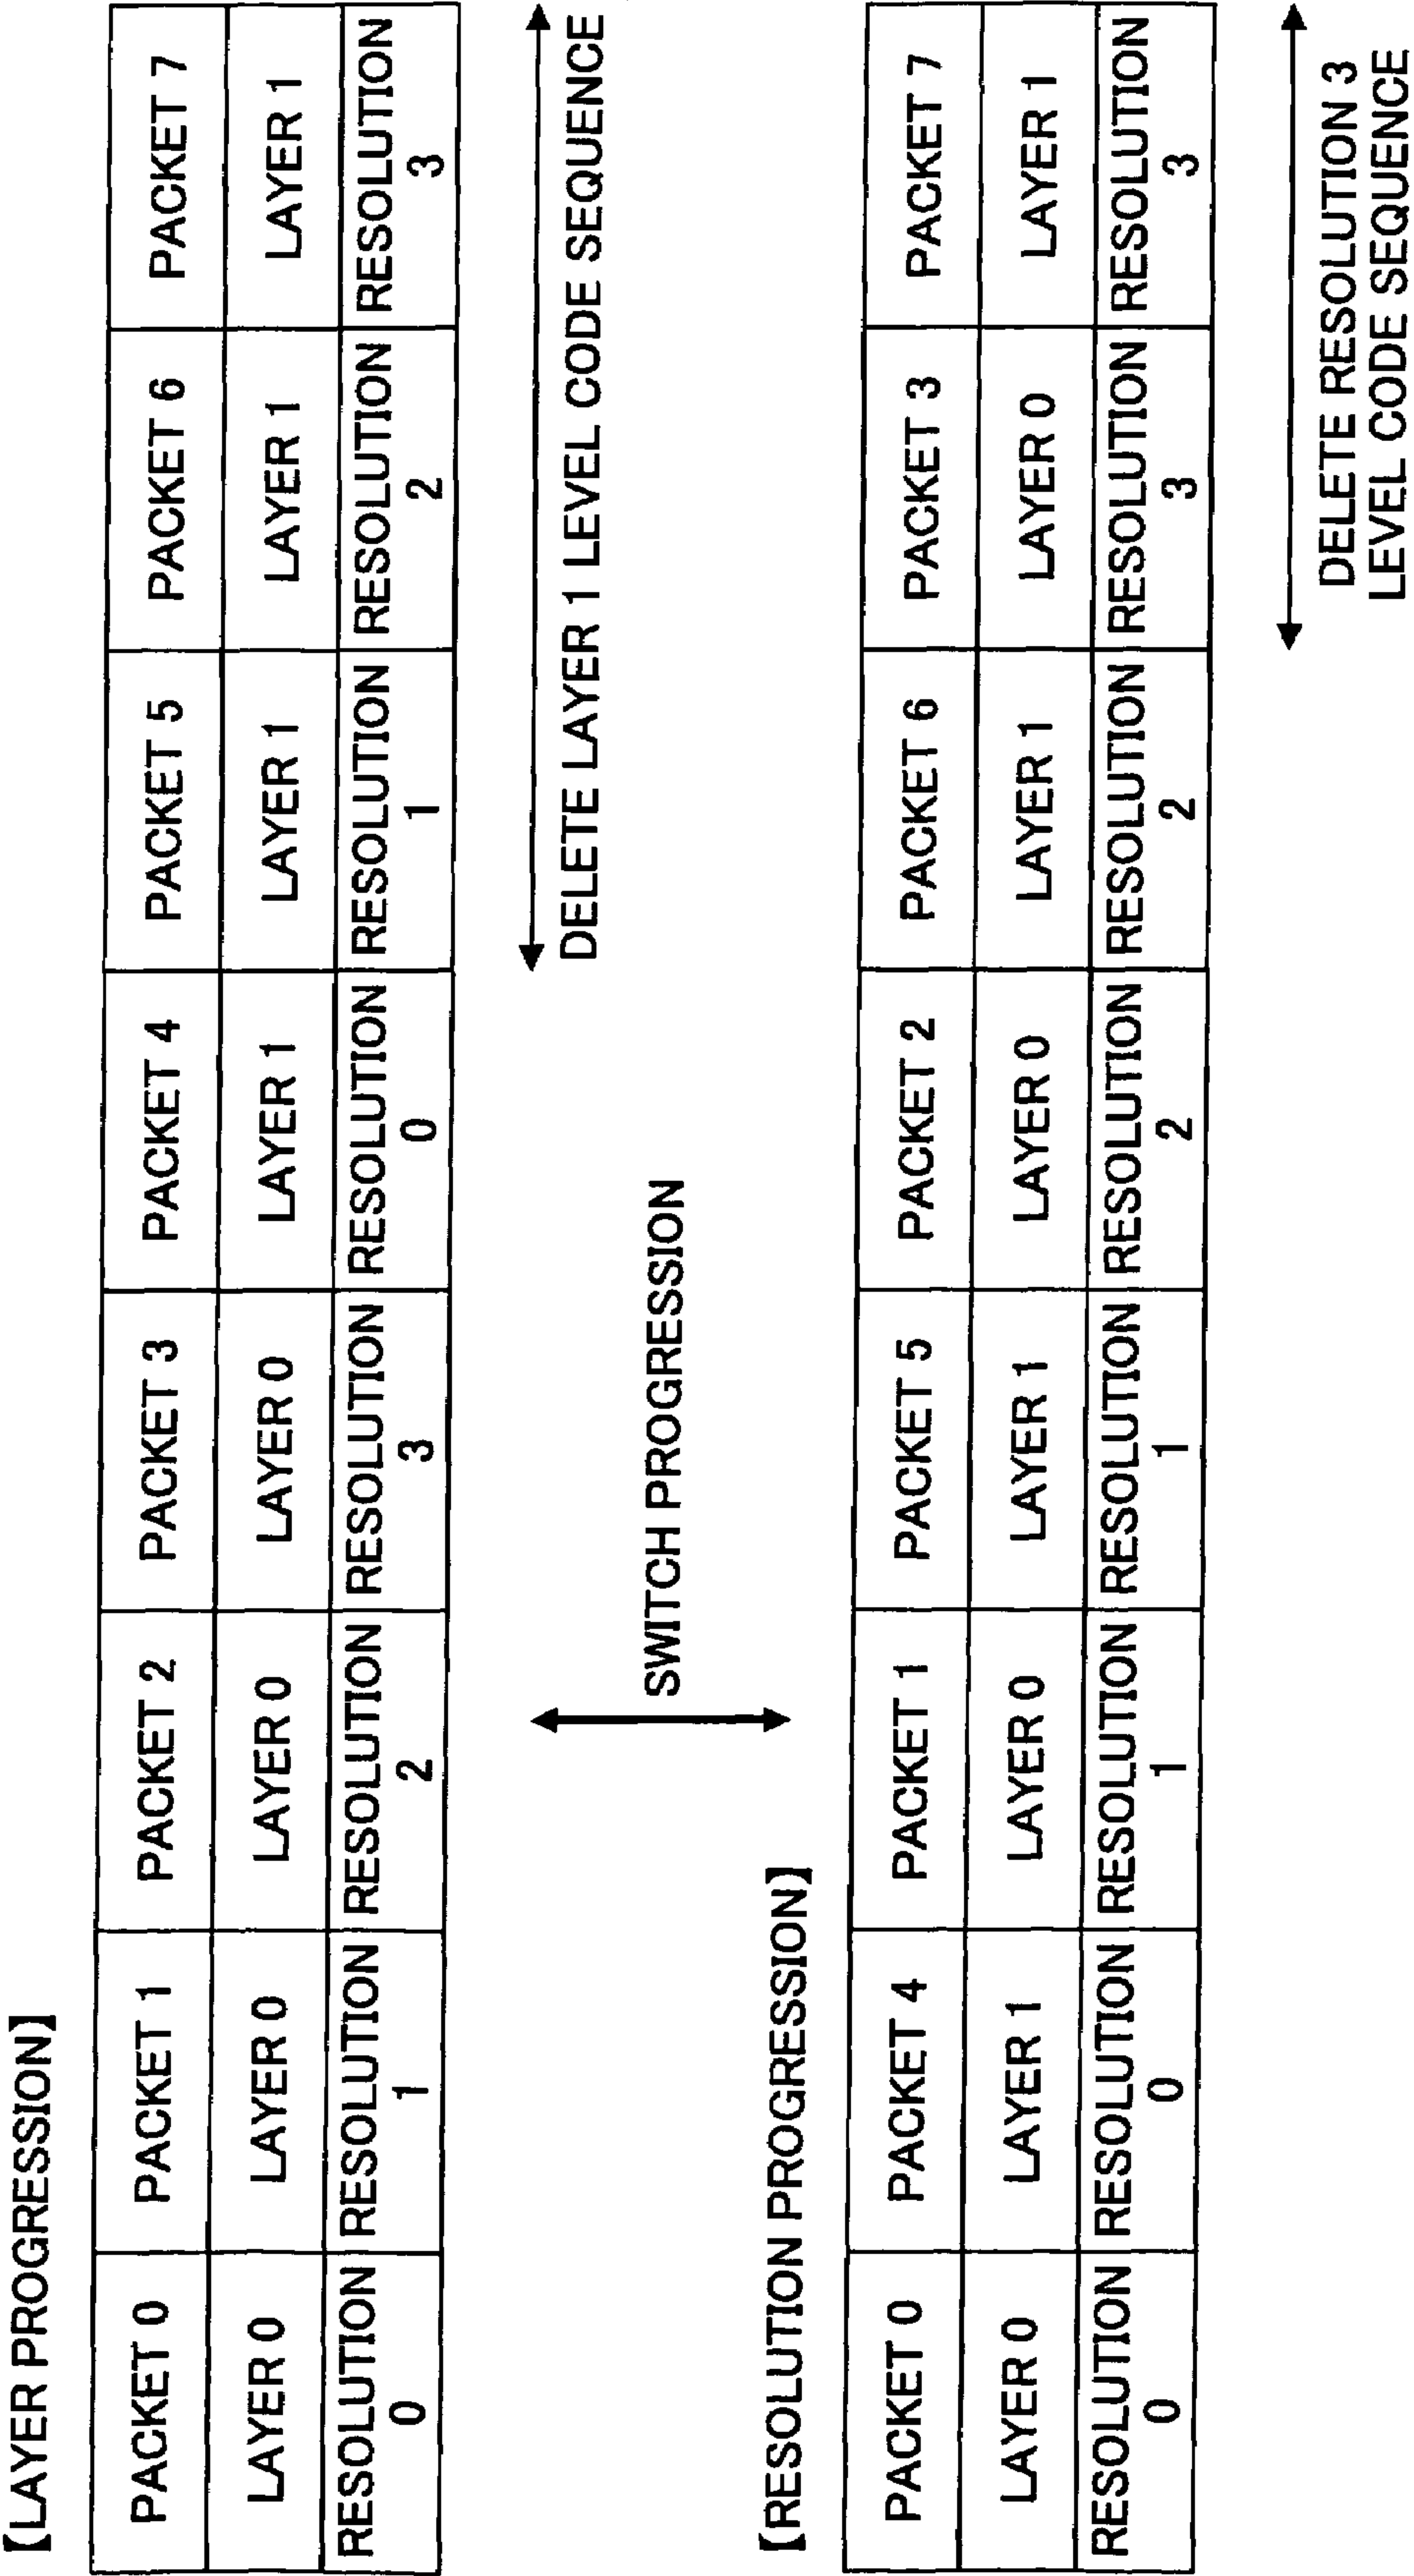 【LAYER PROGRESSION】
PACKET 0 PACKET 1 PACKET 2 PACKET 3 PACKET 4 PACKET 5 PACKET 6 PACKET 7
LAYER 0 LAYER 0 LAYER 0 LAYER 0 LAYER 1 LAYER 1 LAYER 1 LAYER 1
RESOLUTION RESOLUTION RESOLUTION RESOLUTION RESOLUTION RESOLUTION RESOLUTION RESOLUTION
0 1 2 3 0 1 2 3
DELETE LAYER 1 LEVEL CODE SEQUENCE
SWITCH PROGRESSION
【RESOLUTION PROGRESSION】
PACKET 0 PACKET 4 PACKET 1 PACKET 5 PACKET 2 PACKET 6 PACKET 3 PACKET 7
LAYER 0 LAYER 1 LAYER 0 LAYER 1 LAYER 0 LAYER 1 LAYER 0 LAYER 1
RESOLUTION RESOLUTION RESOLUTION RESOLUTION RESOLUTION RESOLUTION RESOLUTION RESOLUTION
0 0 1 1 2 2 3 3
DELETE RESOLUTION 3
LEVEL CODE SEQUENCE